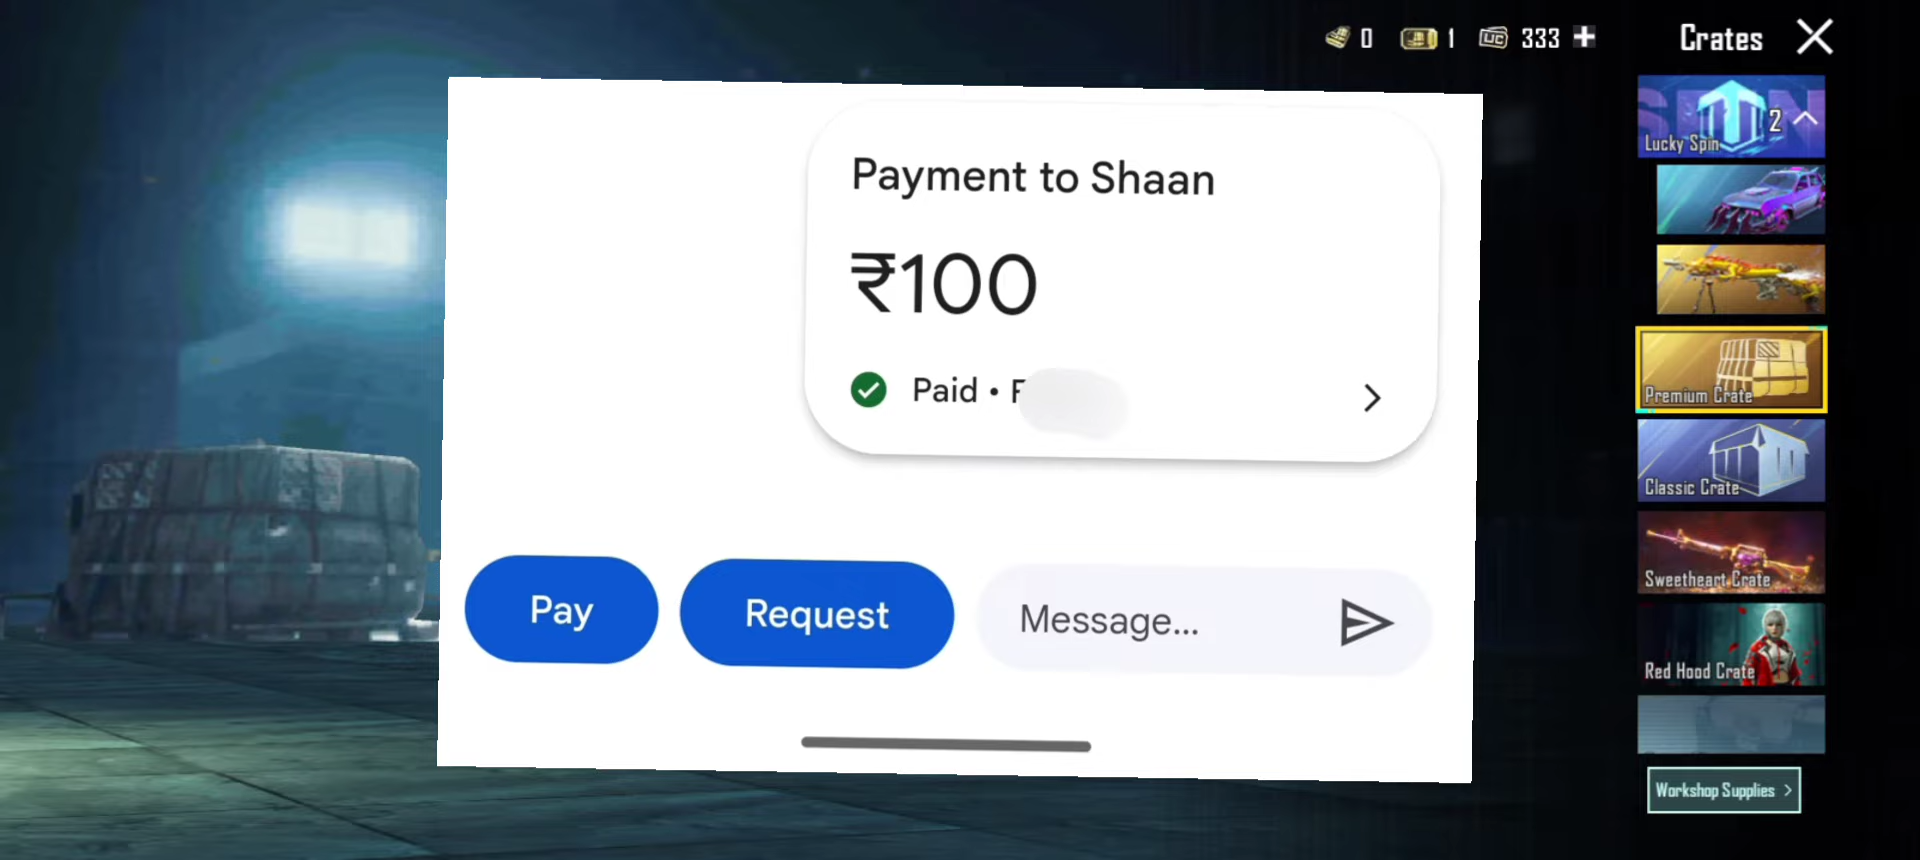 0 1 UC 333 +
Crates
Lucky Spin
2
Payment to Shaan
₹100
Paid • F
Premium Crate
Classic Crate
Sweetheart Crate
Pay
Request
Message...
Red Hood Crate
Workshop Supplies >